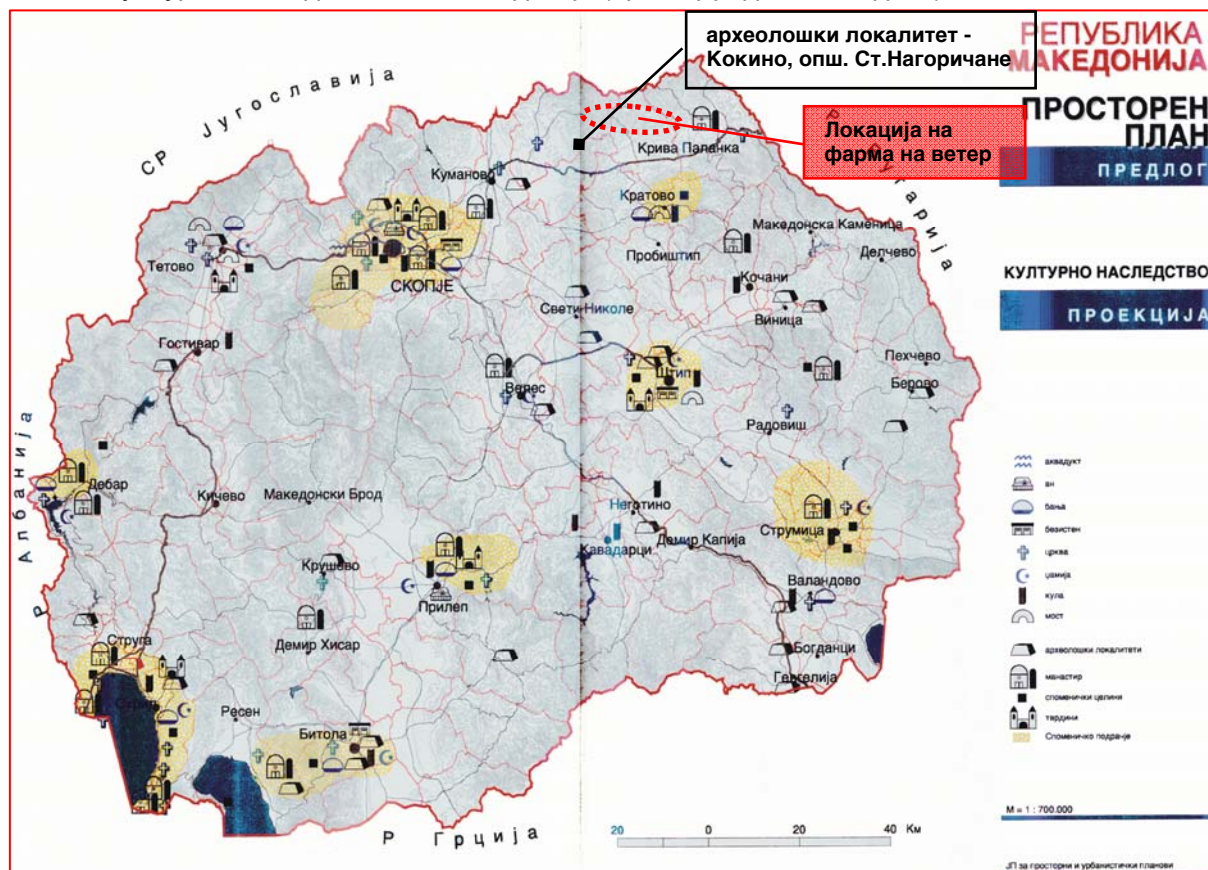 археолошки локалитет -
Кокино, опш. Ст.Нагоричане
РЕПУБЛИКА
МАКЕДОНИЈА
ПРОСТОРЕН
ПЛАН
ПРЕДЛОГ
Локација на
фарма на ветер
СР Југославија
Крива Паланка
Куманово
Кратово
Македонска Каменица
Делчево
Пробиштип
Тетово
Кочани
СКОПЈЕ
КУЛТУРНО НАСЛЕДСТВО
ПРОЕКЦИЈА
Свети Николе
Виница
Гостивар
Пехчево
Штип
Берово
Велес
Радовиш
Р Албанија
Дебар
Кичево
Македонски Брод
Неготино
Струмица
Кавадарци
Демир Капија
Крушево
Валандово
Прилеп
Струга
Демир Хисар
Богданци
Гевгелија
Ресен
Битола
Р Грција
аквадукт
ан
бања
безистен
црква
џамија
кула
мост
археолошки локалитети
манастир
споменички целини
тврдини
Споменичко подрачје
М = 1 : 700.000
20 0 20 40 Км
ЈП за просторни и урбанистички планови